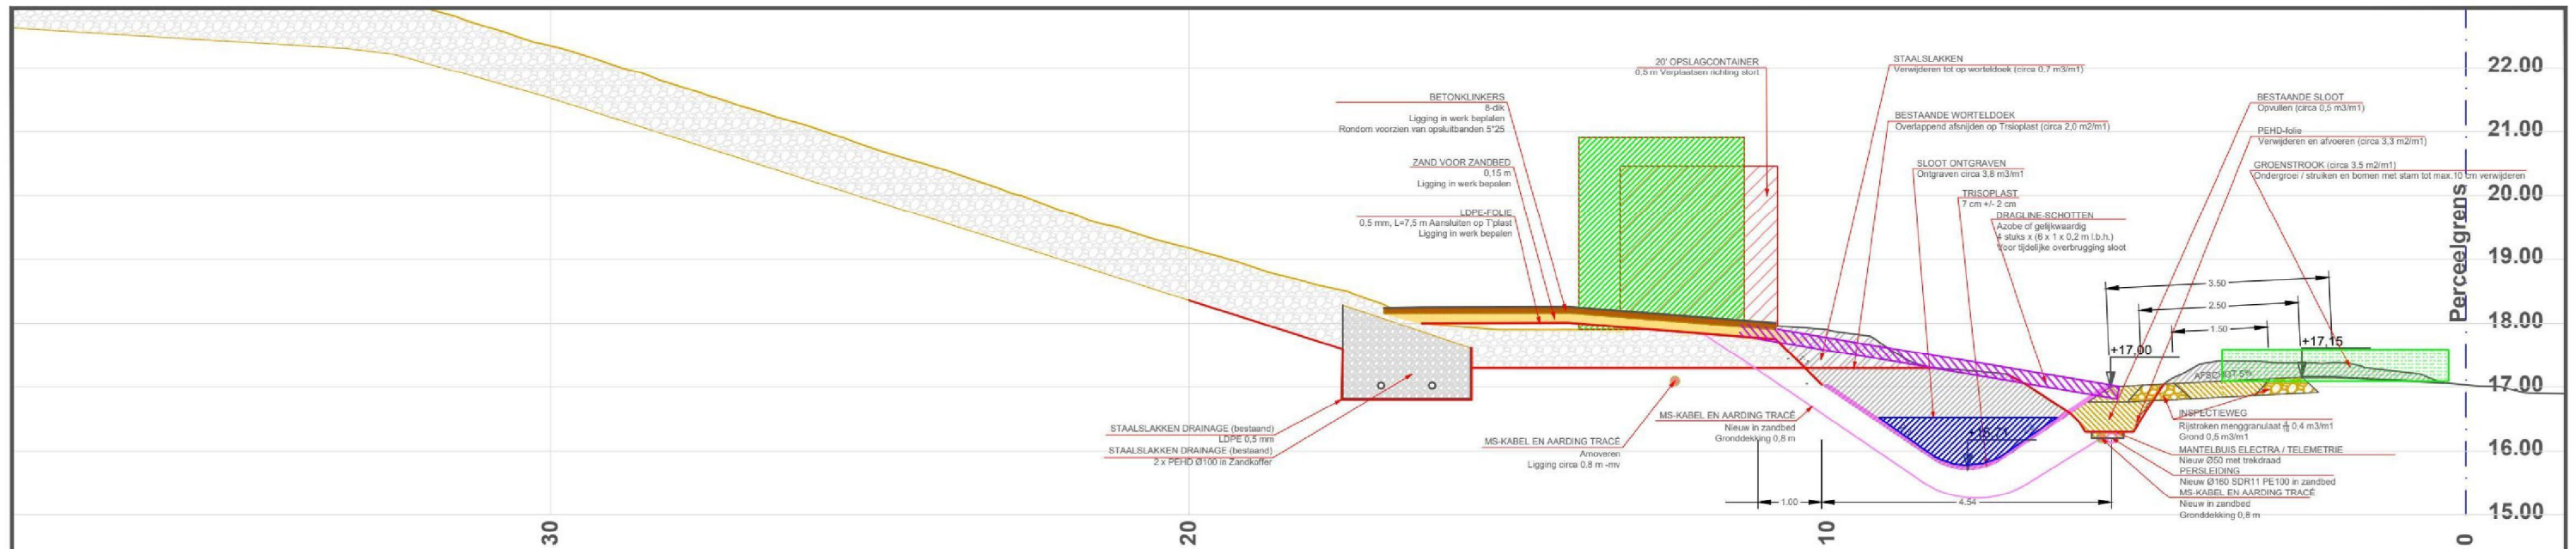 20' OPSLAGCONTAINER
0,5 m Verplaatsen richting stort
STAALSLAKKEN
Verwijderen tot op worteldoek (circa 0,7 m3/m1)
22.00
BETONKLINKERS
8-dik
Ligging in werk beplalen
Rondom voorzien van opsluitbanden 5*25
BESTAANDE WORTELDOEK
Overlappend afsnijden op Trsioplast (circa 2,0 m2/m1)
BESTAANDE SLOOT
Opvullen (circa 0,5 m3/m1)
PEHD-folie
Verwijderen en afvoeren (circa 3,3 m2/m1)
21.00
ZAND VOOR ZANDBED
0,15 m
Ligging in werk bepalen
SLOOT ONTGRAVEN
Ontgraven circa 3,8 m3/m1
GROENSTROOK (circa 3,5 m2/m1)
Ondergroei / struiken en bomen met stam tot max.10 cm verwijderen
TRISOPLAST
7 cm +/- 2 cm
20.00
LDPE-FOLIE
0,5 mm, L=7,5 m Aansluiten op T'plast
Ligging in werk bepalen
DRAGLINE-SCHOTTEN
Azobe of gelijkwaardig
4 stuks x (6 x 1 x 0,2 m l.b.h.)
Voor tijdelijke overbrugging sloot
Perceelgrens
19.00
3.50
2.50
1.50
18.00
+17,00
+17,15
AFSCHOT 5%
17.00
STAALSLAKKEN DRAINAGE (bestaand)
LDPE 0,5 mm
STAALSLAKKEN DRAINAGE (bestaand)
2 x PEHD Ø100 in Zandkoffer
MS-KABEL EN AARDING TRACÉ
Amoveren
Ligging circa 0,8 m -mv
MS-KABEL EN AARDING TRACÉ
Nieuw in zandbed
Gronddekking 0,8 m
INSPECTIEWEG
Rijstroken menggranulaat 0,4 m3/m1
Grond 0,5 m3/m1
MANTELBUIS ELECTRA / TELEMETRIE
Nieuw Ø50 met trekdraad
PERSLEIDING
Nieuw Ø160 SDR11 PE100 in zandbed
MS-KABEL EN AARDING TRACÉ
Nieuw in zandbed
Gronddekking 0,8 m
16.00
1.00
4.54
15.00
30
20
10
0